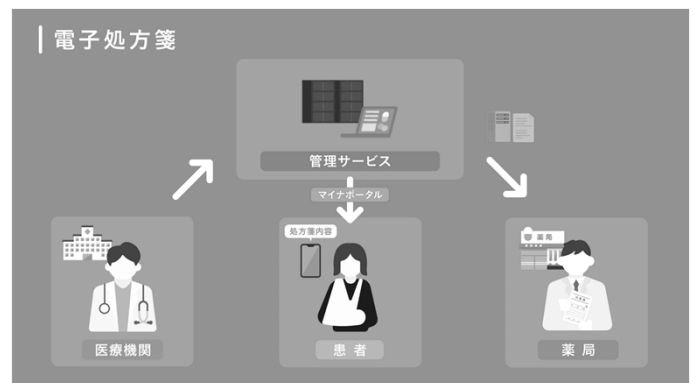 電子処方箋
管理サービス
マイナポータル
処方箋内容
薬局
医療機関
患者
薬局